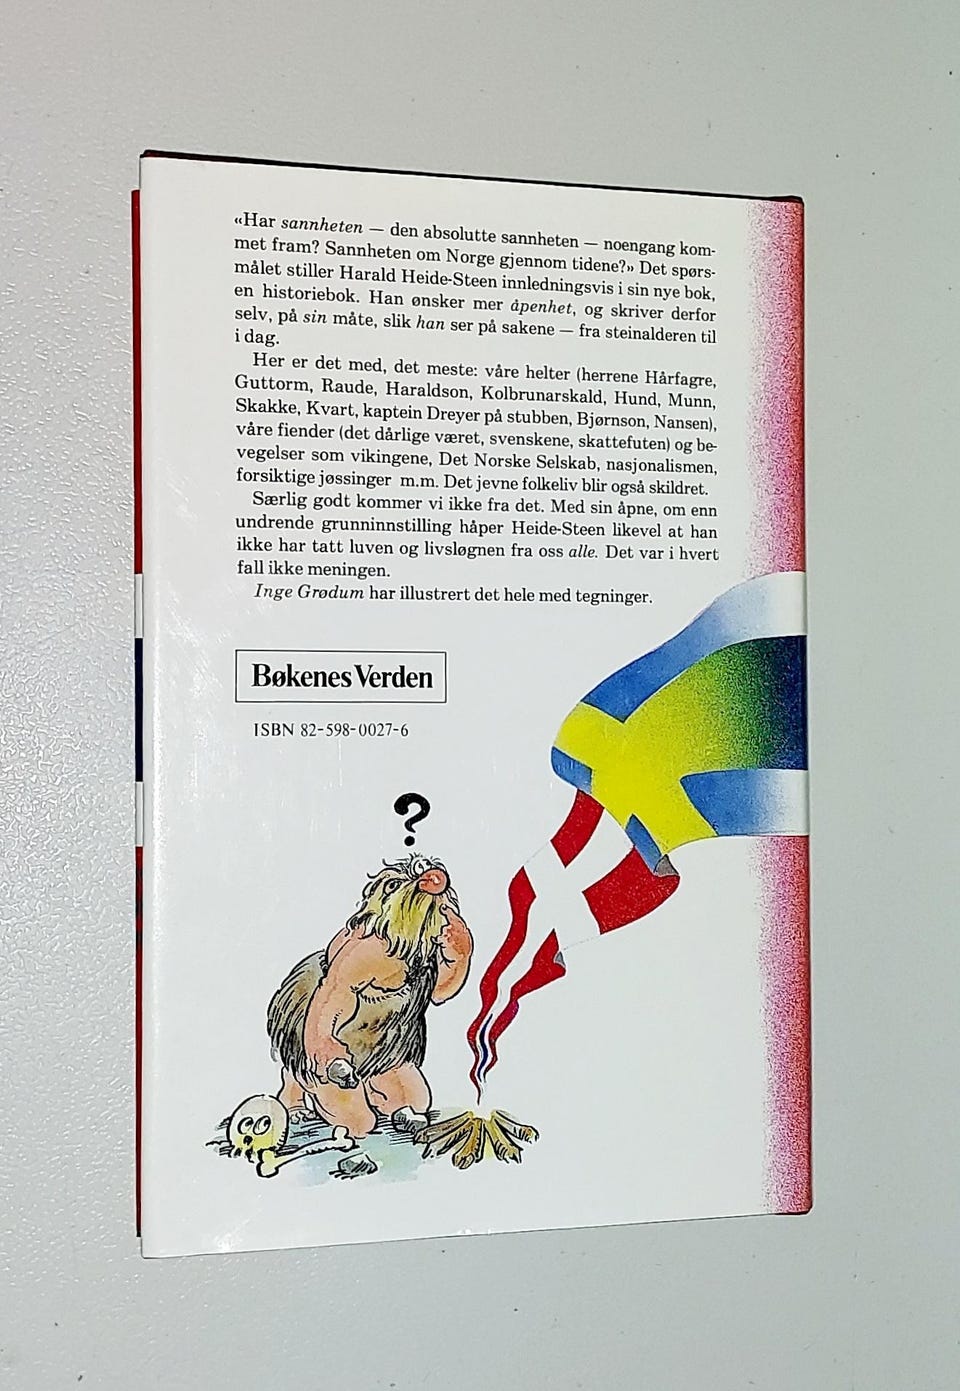 «Har sannheten — den absolutte sannheten — noengang kom-
met fram? Sannheten om Norge gjennom tidene?» Det spørs-
målet stiller Harald Heide-Steen innledningsvis i sin nye bok,
en historiebok. Han ønsker mer åpenhet, og skriver derfor
selv, på sin måte, slik han ser på sakene — fra steinalderen til
i dag.
Her er det med, det meste: våre helter (herrene Hårfagre,
Guttorm, Raude, Haraldson, Kolbrunarskald, Hund, Munn,
Skakke, Kvart, kaptein Dreyer på stubben, Bjørnson, Nansen),
våre fiender (det dårlige været, svenskene, skattefuten) og be-
vegelser som vikingene, Det Norske Selskab, nasjonalismen,
forsiktige jøssinger m.m. Det jevne folkeliv blir også skildret.
Særlig godt kommer vi ikke fra det. Med sin åpne, om enn
undrende grunninnstilling håper Heide-Steen likevel at han
ikke har tatt luven og livsløgnen fra oss alle. Det var i hvert
fall ikke meningen.
Inge Grødum har illustrert det hele med tegninger.
Bøkenes Verden
ISBN 82-598-0027-6
?